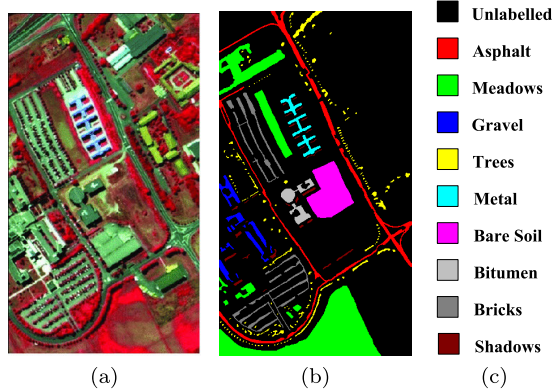 Unlabelled
Asphalt
Meadows
Gravel
Trees
Metal
Bare Soil
Bitumen
Bricks
Shadows
(a)
(b)
(c)